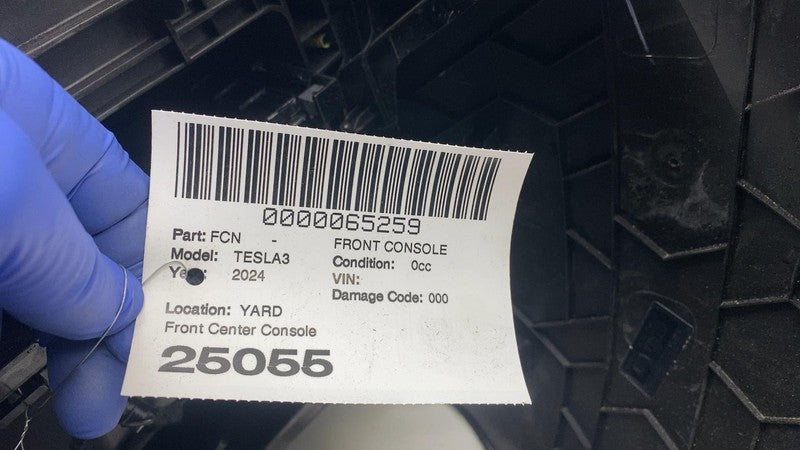 0000065259
Part: FCN - FRONT CONSOLE
Model: TESLA3 Condition: 0cc
Year: 2024 VIN:
Damage Code: 000
Location: YARD
Front Center Console
25055